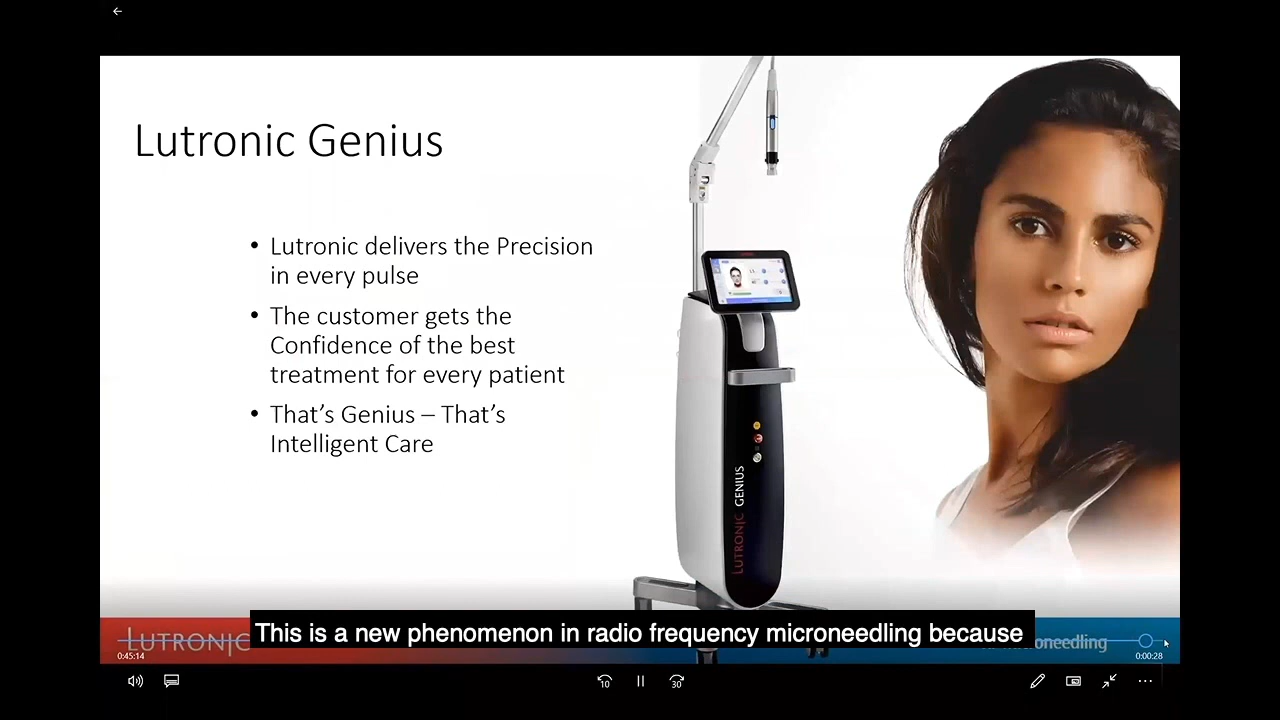 Lutronic Genius
• Lutronic delivers the Precision
in every pulse
• The customer gets the
Confidence of the best
treatment for every patient
• That's Genius – That's
Intelligent Care
LUTRONIC GENIUS
LUTRONIC
This is a new phenomenon in radio frequency microneedling because
0:45:14
0:00:28
10
30